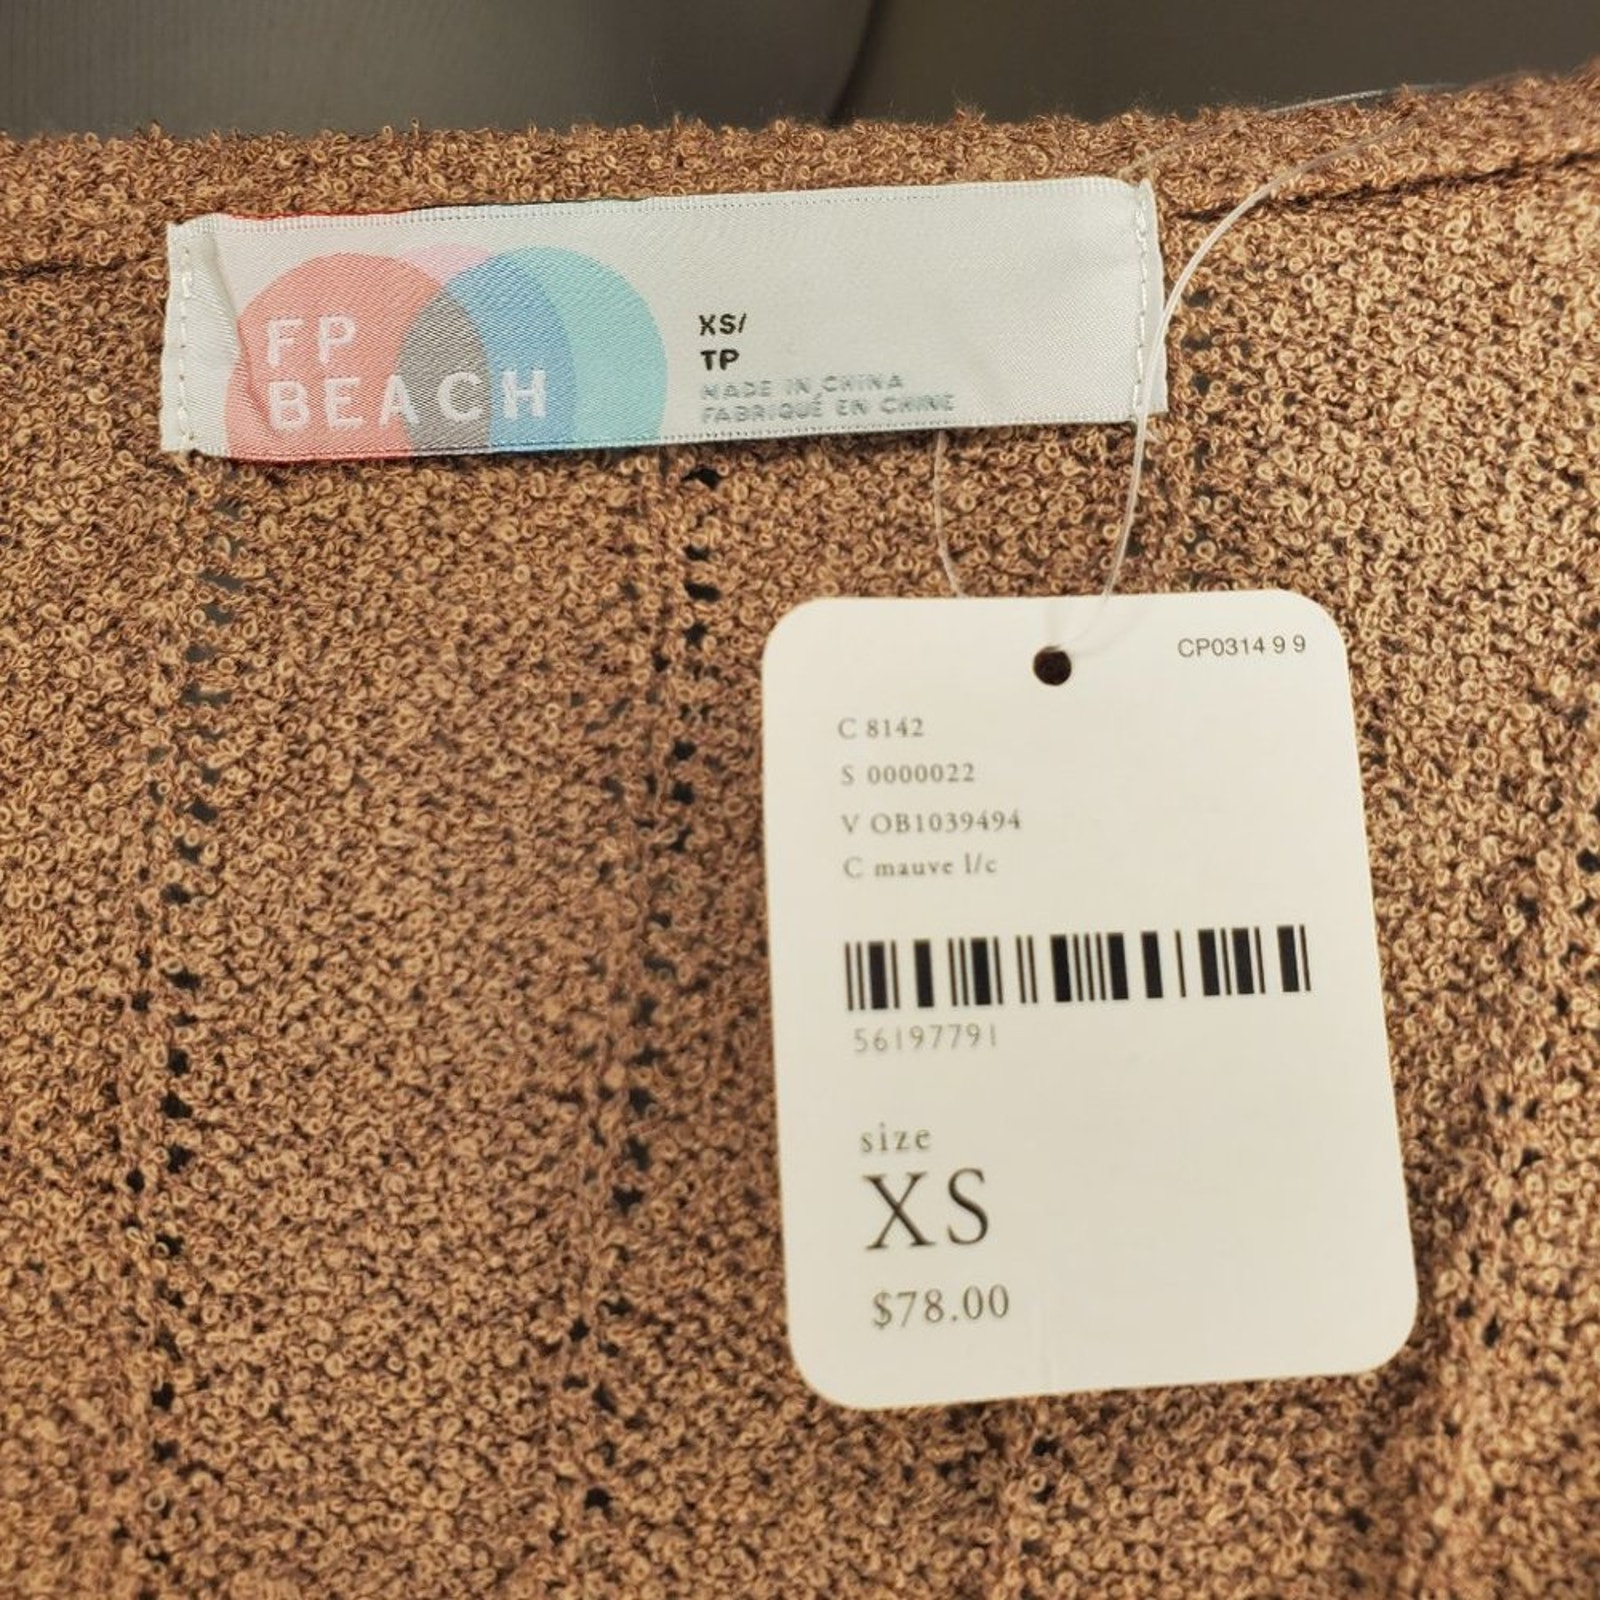 FP
BEACH
XS/
TP
MADE IN CHINA
FABRIQUÉ EN CHINE
CP0314 9 9
C 8142
S 0000022
V OB1039494
C mauve l/c
56197791
size
XS
$78.00